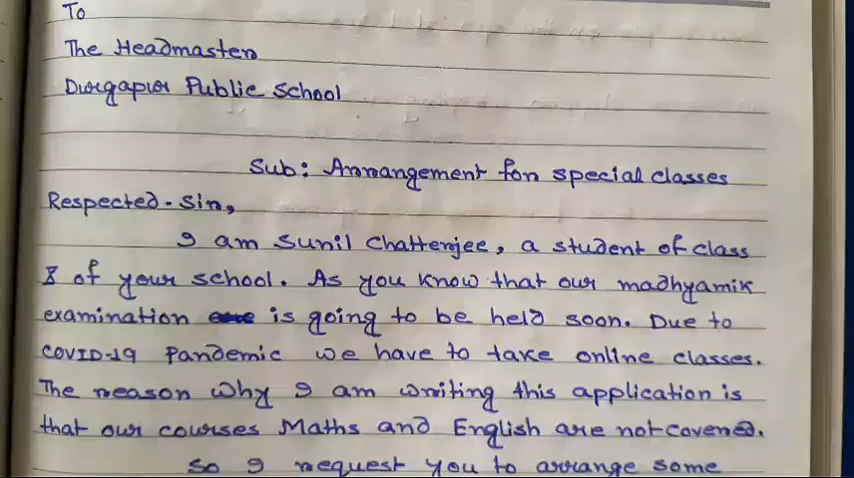 To
The Headmaster
Durgapur Public School
Sub: Arrangement for special classes
Respected - Sir,
I am Sunil Chatterjee, a student of class
X of your school. As you know that our madhyamik
examination is going to be held soon. Due to
COVID-19 Pandemic we have to take online classes.
The reason why I am writing this application is
that our courses Maths and English are not covered.
So I request you to arrange some